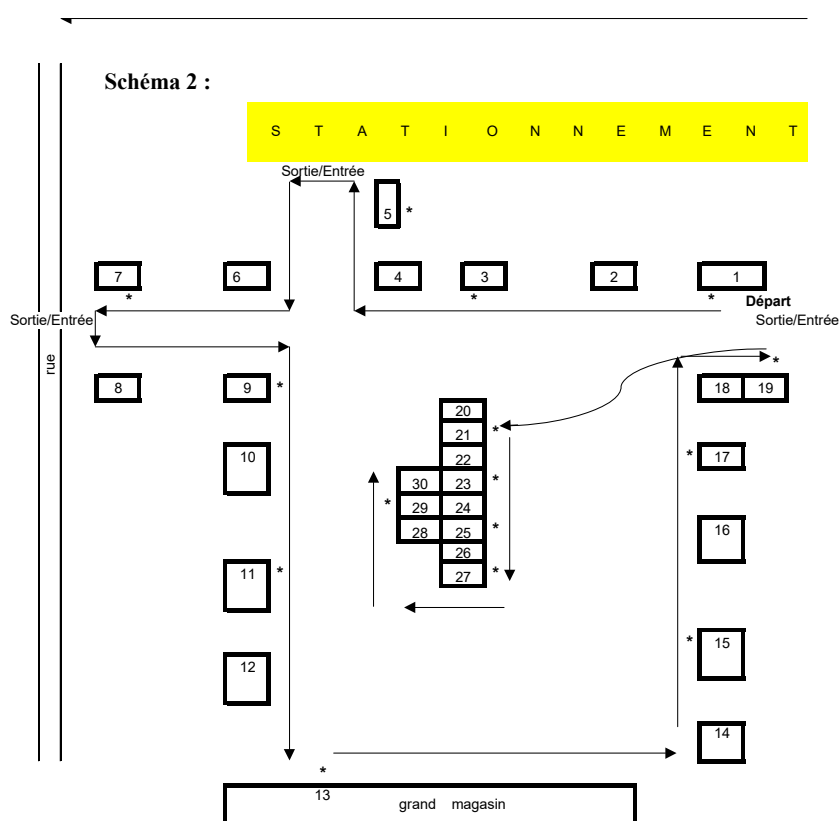 Schéma 2 :
S T A T I O N N E M E N T
Sortie/Entrée
5 *
7 6 4 3 2 1
* * *
Départ
Sortie/Entrée Sortie/Entrée
rue
*
8 9 * 18 19
20
21 *
10 22 * 17
30 23 *
* 29 24
28 25 * 16
26
11 * 27 *
* 15
12
14
*
13 grand magasin